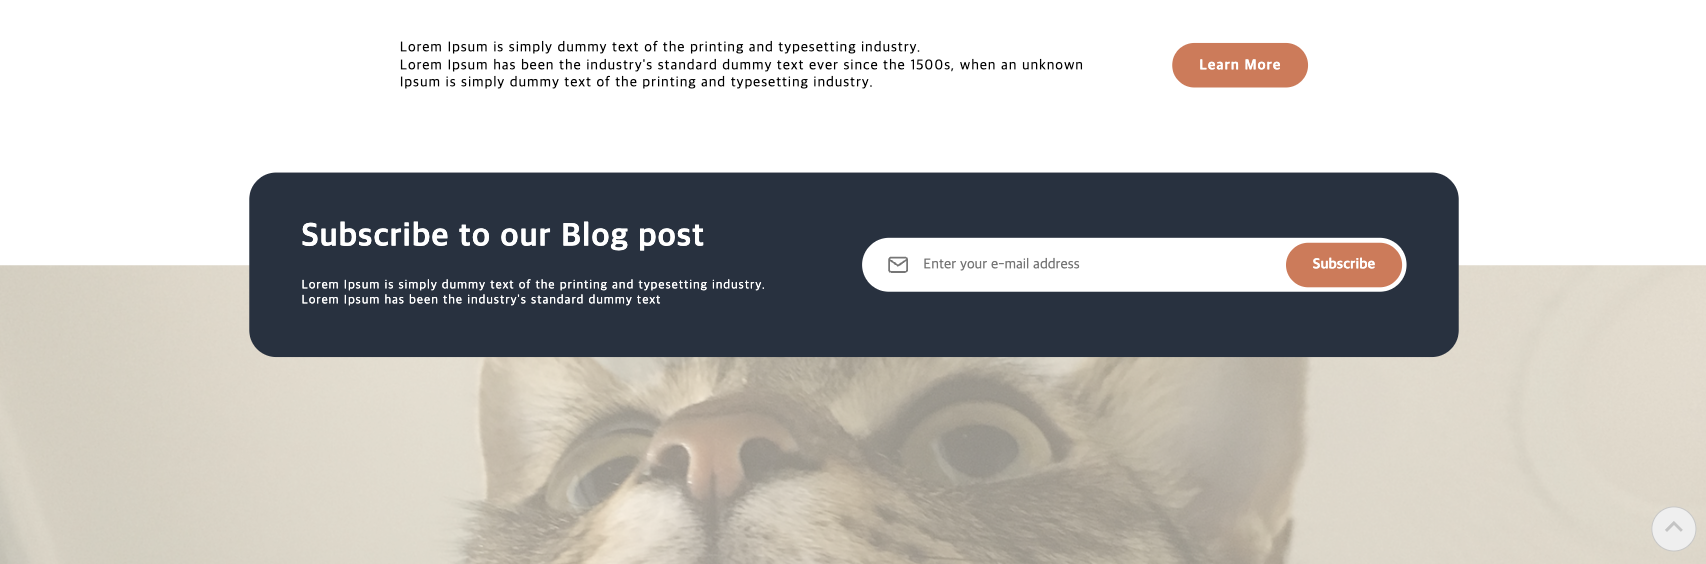 Lorem Ipsum is simply dummy text of the printing and typesetting industry.
Lorem Ipsum has been the industry's standard dummy text ever since the 1500s, when an unknown
Ipsum is simply dummy text of the printing and typesetting industry.
Learn More
Subscribe to our Blog post
Lorem Ipsum is simply dummy text of the printing and typesetting industry.
Lorem Ipsum has been the industry's standard dummy text
Enter your e-mail address
Subscribe